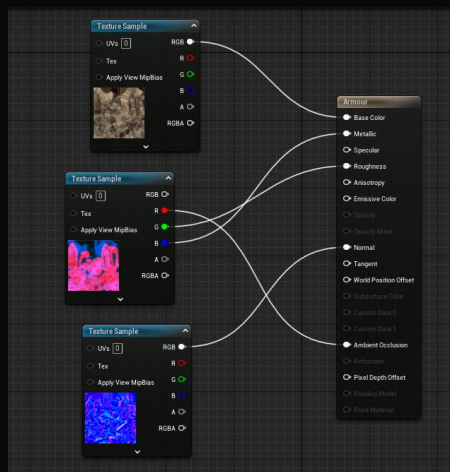 Texture Sample
UVs 0
RGB
Tex
R
Apply View MipBias
G
B
A
RGBA
Texture Sample
UVs 0
RGB
Tex
R
Apply View MipBias
G
B
A
RGBA
Texture Sample
UVs 0
RGB
Tex
R
Apply View MipBias
G
B
A
RGBA
Armour
Base Color
Metallic
Specular
Roughness
Anisotropy
Emissive Color
Opacity
Opacity Mask
Normal
Tangent
World Position Offset
Subsurface Color
Custom Data 0
Custom Data 1
Ambient Occlusion
Refraction
Pixel Depth Offset
Shading Model
Front Material